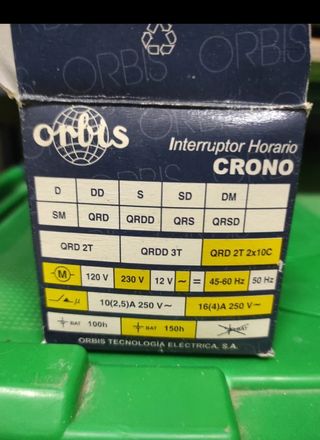 ORBIS
orbis
Interruptor Horario
CRONO
D DD S SD DM
SM QRD QRDD QRS QRSD
QRD 2T QRDD 3T QRD 2T 2x10C
M 120 V 230 V 12 V ~ = 45-60 Hz 50 Hz
µ 10(2,5)A 250 V~ 16(4)A 250 V~
BAT 100h BAT 150h BAT
ORBIS TECNOLOGÍA ELÉCTRICA, S.A.